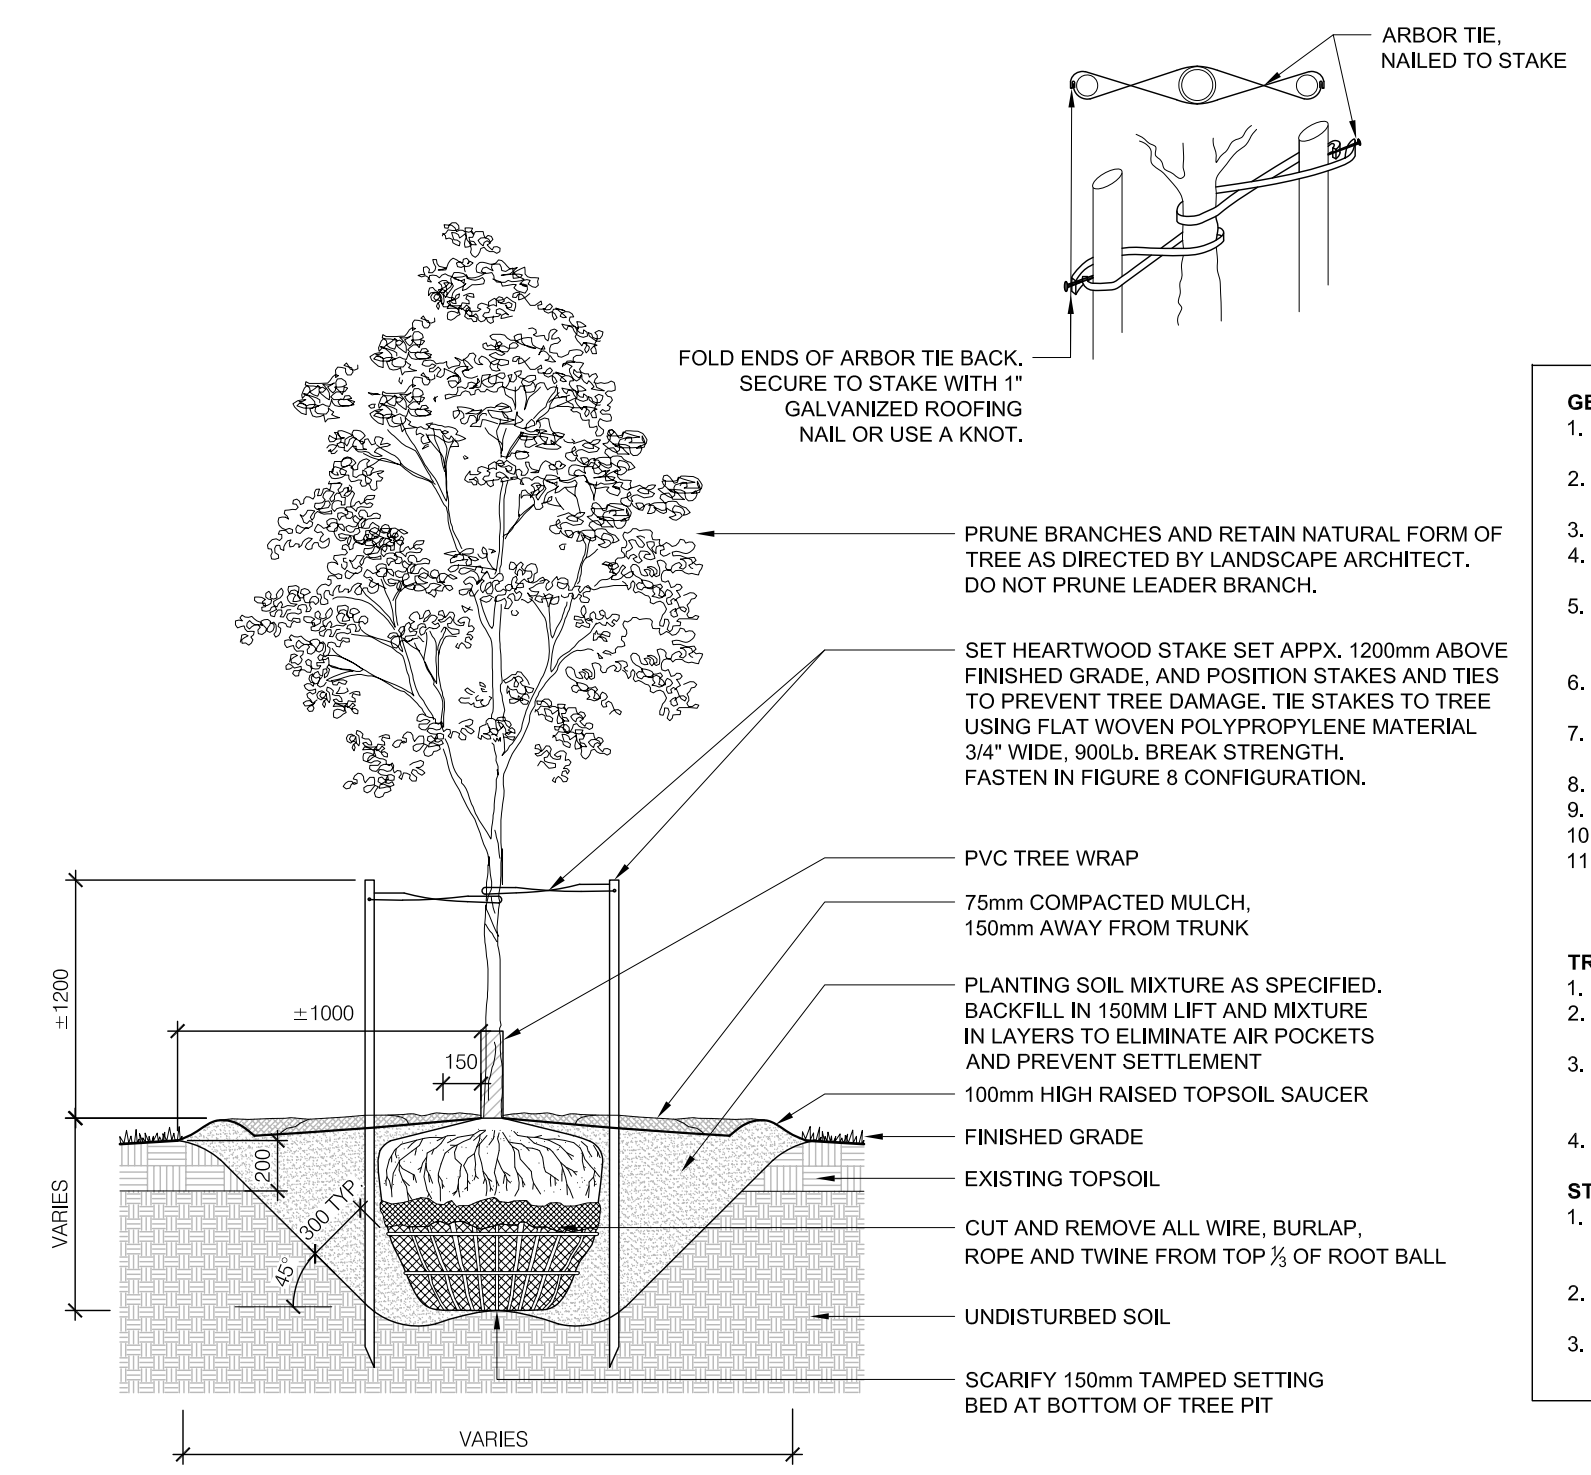 ARBOR TIE,
NAILED TO STAKE
FOLD ENDS OF ARBOR TIE BACK.
SECURE TO STAKE WITH 1"
GALVANIZED ROOFING
NAIL OR USE A KNOT.
PRUNE BRANCHES AND RETAIN NATURAL FORM OF
TREE AS DIRECTED BY LANDSCAPE ARCHITECT.
DO NOT PRUNE LEADER BRANCH.
SET HEARTWOOD STAKE SET APPX. 1200mm ABOVE
FINISHED GRADE, AND POSITION STAKES AND TIES
TO PREVENT TREE DAMAGE. TIE STAKES TO TREE
USING FLAT WOVEN POLYPROPYLENE MATERIAL
3/4" WIDE, 900Lb. BREAK STRENGTH.
FASTEN IN FIGURE 8 CONFIGURATION.
PVC TREE WRAP
75mm COMPACTED MULCH,
150mm AWAY FROM TRUNK
PLANTING SOIL MIXTURE AS SPECIFIED.
BACKFILL IN 150MM LIFT AND MIXTURE
IN LAYERS TO ELIMINATE AIR POCKETS
AND PREVENT SETTLEMENT
100mm HIGH RAISED TOPSOIL SAUCER
FINISHED GRADE
EXISTING TOPSOIL
CUT AND REMOVE ALL WIRE, BURLAP,
ROPE AND TWINE FROM TOP ⅓ OF ROOT BALL
UNDISTURBED SOIL
SCARIFY 150mm TAMPED SETTING
BED AT BOTTOM OF TREE PIT
±1200
±1000
150
200
300 TYP.
45°
VARIES
VARIES
GE
1.
2.
3.
4.
5.
6.
7.
8.
9.
10
11
TR
1.
2.
3.
4.
ST
1.
2.
3.